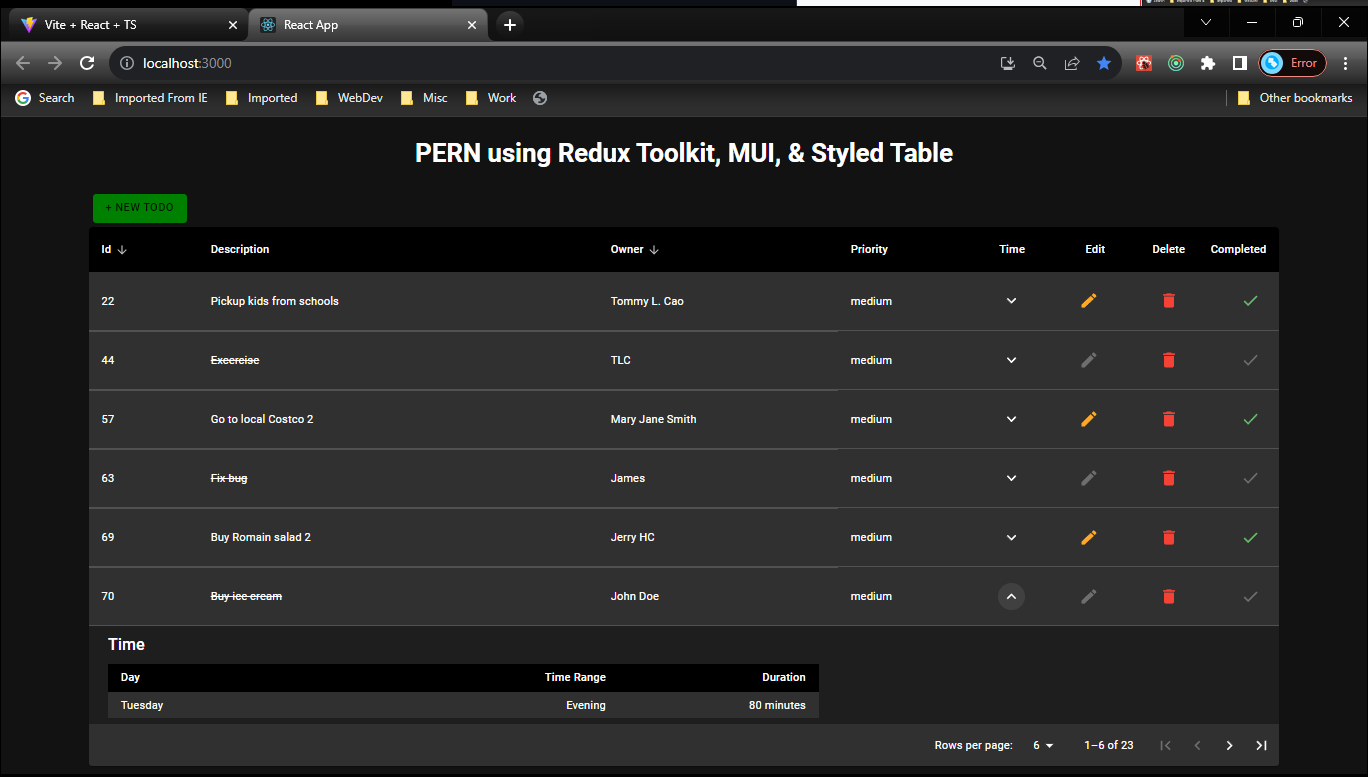 Vite + React + TS
React App
localhost:3000
Error
Search Imported From IE Imported WebDev Misc Work Other bookmarks
PERN using Redux Toolkit, MUI, & Styled Table
+ NEW TODO
Id Description Owner Priority Time Edit Delete Completed
22 Pickup kids from schools Tommy L. Cao medium
44 Excercise TLC medium
57 Go to local Costco 2 Mary Jane Smith medium
63 Fix bug James medium
69 Buy Romain salad 2 Jerry HC medium
70 Buy ice cream John Doe medium
Time
Day Time Range Duration
Tuesday Evening 80 minutes
Rows per page: 6 1–6 of 23